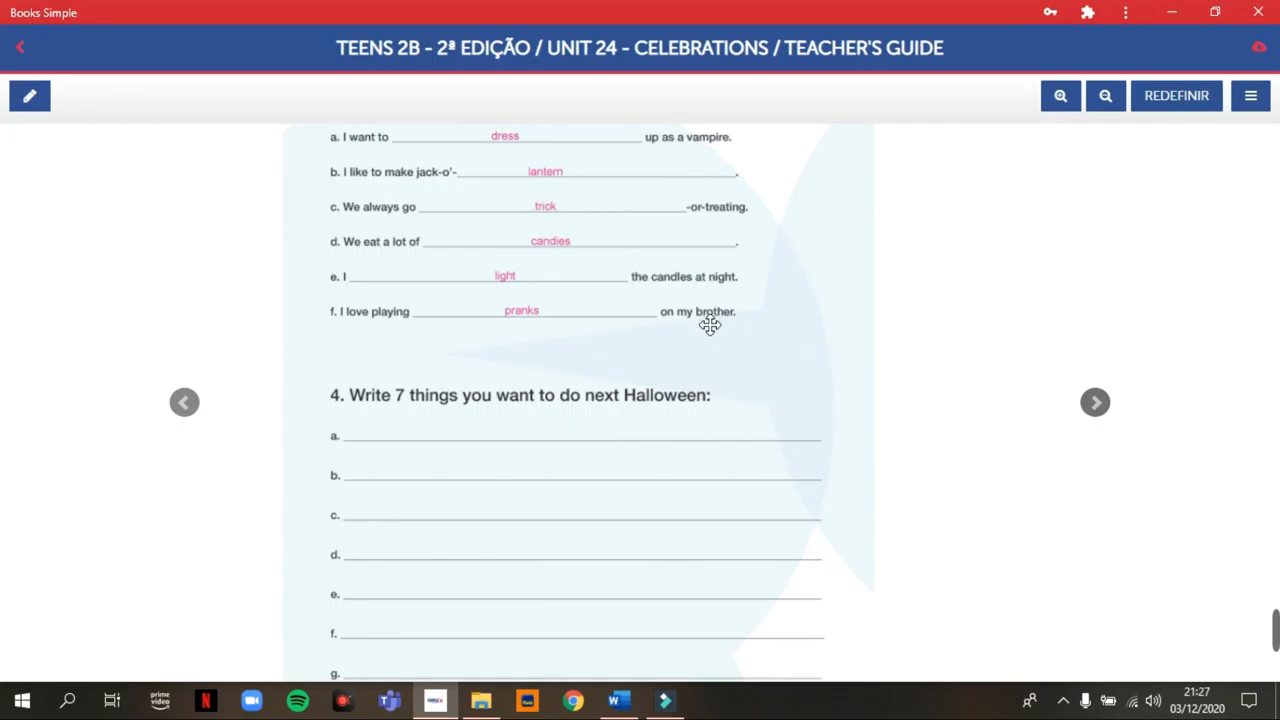 Books Simple
TEENS 2B - 2ª EDIÇÃO / UNIT 24 - CELEBRATIONS / TEACHER'S GUIDE
REDEFINIR
a. I want to dress up as a vampire.
b. I like to make jack-o'- lantern.
c. We always go trick -or-treating.
d. We eat a lot of candies.
e. I light the candles at night.
f. I love playing pranks on my brother.
4. Write 7 things you want to do next Halloween:
a.
b.
c.
d.
e.
f.
g.
prime video
N
W
21:27
03/12/2020